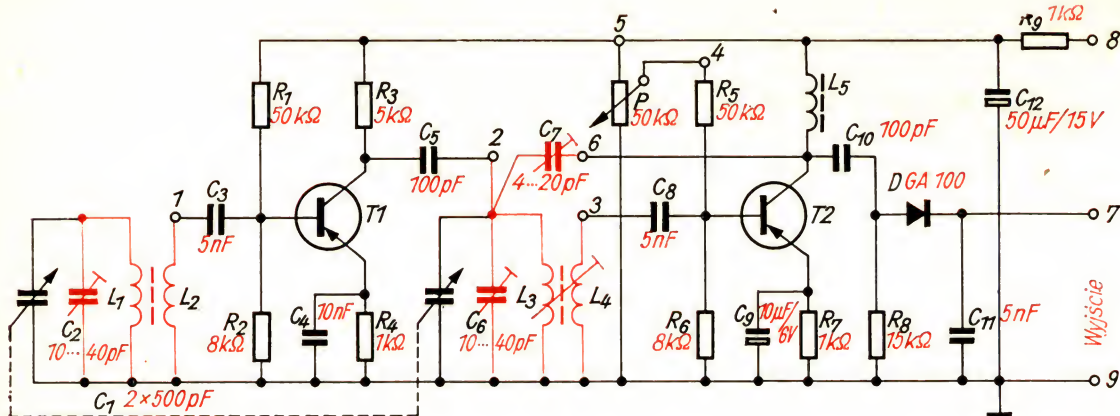 R9
1kΩ
8
5
4
R1
50kΩ
R3
5kΩ
P
50kΩ
R5
50kΩ
L5
C12
50µF/15V
C5
100pF
2
C7
6
4...20pF
C10
100pF
1
C3
5nF
T1
3
C8
5nF
T2
D GA 100
7
L1
L2
C2
10...40pF
L3
L4
C6
10...40pF
R2
8kΩ
C4
10nF
R4
1kΩ
R6
8kΩ
C9
10µF/
6V
R7
1kΩ
R8
15kΩ
C11
5nF
Wyjście
9
C1 2×500pF